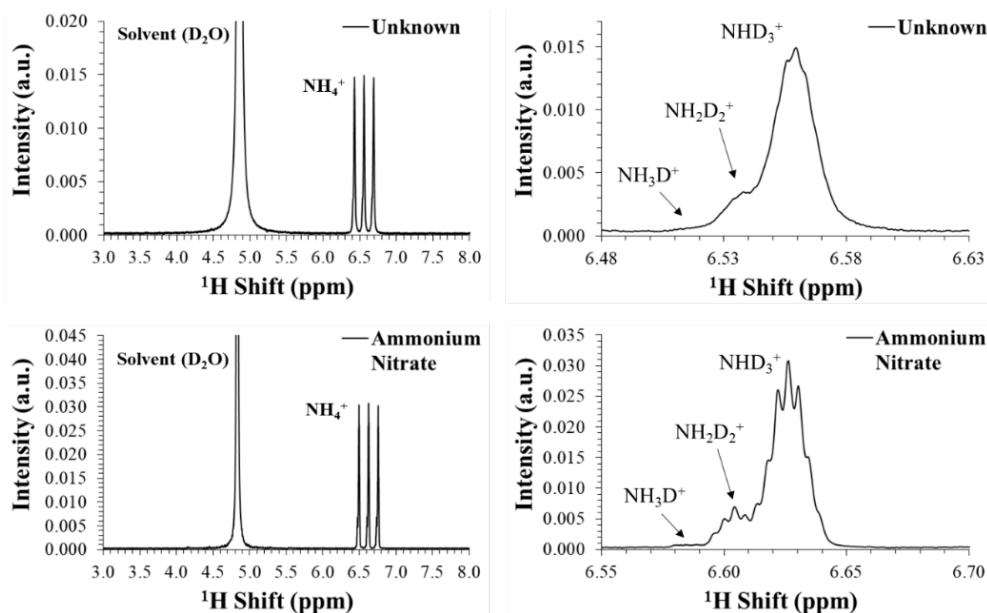 0.020
0.015
0.010
0.005
0.000
Intensity (a.u.)
Solvent (D₂O)
NH₄⁺
Unknown
3.0 3.5 4.0 4.5 5.0 5.5 6.0 6.5 7.0 7.5 8.0
¹H Shift (ppm)
0.015
0.010
0.005
0.000
Intensity (a.u.)
NHD₃⁺
NH₂D₂⁺
NH₃D⁺
Unknown
6.48 6.53 6.58 6.63
¹H Shift (ppm)
0.045
0.040
0.035
0.030
0.025
0.020
0.015
0.010
0.005
0.000
Intensity (a.u.)
Solvent (D₂O)
NH₄⁺
Ammonium
Nitrate
3.0 3.5 4.0 4.5 5.0 5.5 6.0 6.5 7.0 7.5 8.0
¹H Shift (ppm)
0.035
0.030
0.025
0.020
0.015
0.010
0.005
0.000
Intensity (a.u.)
NHD₃⁺
NH₂D₂⁺
NH₃D⁺
Ammonium
Nitrate
6.55 6.60 6.65 6.70
¹H Shift (ppm)